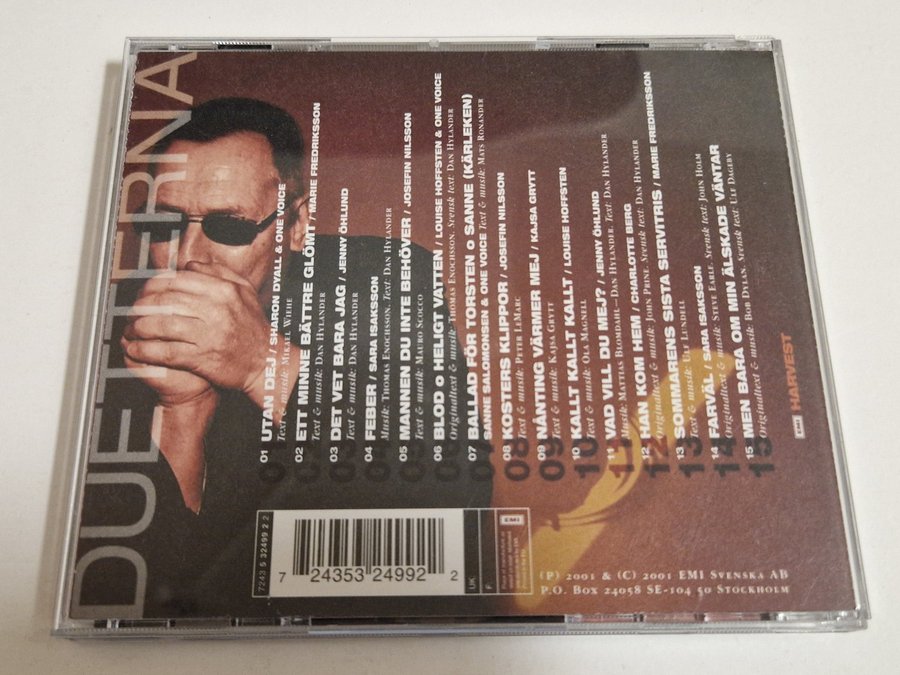 DUETTERNA
01 UTAN DEJ / SHARON DYALL & ONE VOICE
Text & musik: Mikael Wiehe
02 ETT MINNE BÄTTRE GLÖMT / MARIE FREDRIKSSON
Text & musik: Dan Hylander
03 DET VET BARA JAG / JENNY ÖHLUND
Text & musik: Dan Hylander
04 FEBER / SARA ISAKSSON
Musik: Thomas Enochsson. Text: Dan Hylander
05 MANNEN DU INTE BEHÖVER / JOSEFIN NILSSON
Text & musik: Mauro Scocco
06 BLOD O HELIGT VATTEN / LOUISE HOFFSTEN & ONE VOICE
Originaltext & musik: Thomas Enochsson. Svensk text: Dan Hylander
07 BALLAD FÖR TORSTEN O SANNE (KÄRLEKEN)
SANNE SALOMONSEN & ONE VOICE Text & musik: Mats Ronander
08 KOSTERS KLIPPOR / JOSEFIN NILSSON
Text & musik: Peter LeMarc
09 NÅNTING VÄRMER MEJ / KAJSA GRYTT
Text & musik: Kajsa Grytt
10 KALLT KALLT KALLT / LOUISE HOFFSTEN
Text & musik: Ola Magnell
11 VAD VILL DU MEJ? / JENNY ÖHLUND
Musik: Mattias Blomdahl—Dan Hylander. Text: Dan Hylander
12 HAN KOM HEM / CHARLOTTE BERG
Originaltext & musik: John Prine. Svensk text: Dan Hylander
13 SOMMARENS SISTA SERVITRIS / MARIE FREDRIKSSON
Text & musik: Ulf Lundell
14 FARVÄL / SARA ISAKSSON
Originaltext & musik: Steve Earle. Svensk text: John Holm
15 MEN BARA OM MIN ÄLSKADE VÄNTAR
Originaltext & musik: Bob Dylan. Svensk text: Ulf Dageby
EMI HARVEST
7243 5 32499 2 2
7 24353 24992 2
UK
F
EMI
(P) 2001 & (C) 2001 EMI Svenska AB
P.O. Box 24058 SE-104 50 Stockholm